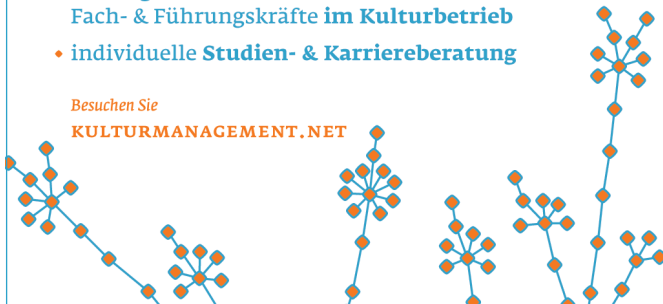 Fach- & Führungskräfte im Kulturbetrieb
individuelle Studien- & Karriereberatung
Besuchen Sie
KULTURMANAGEMENT.NET